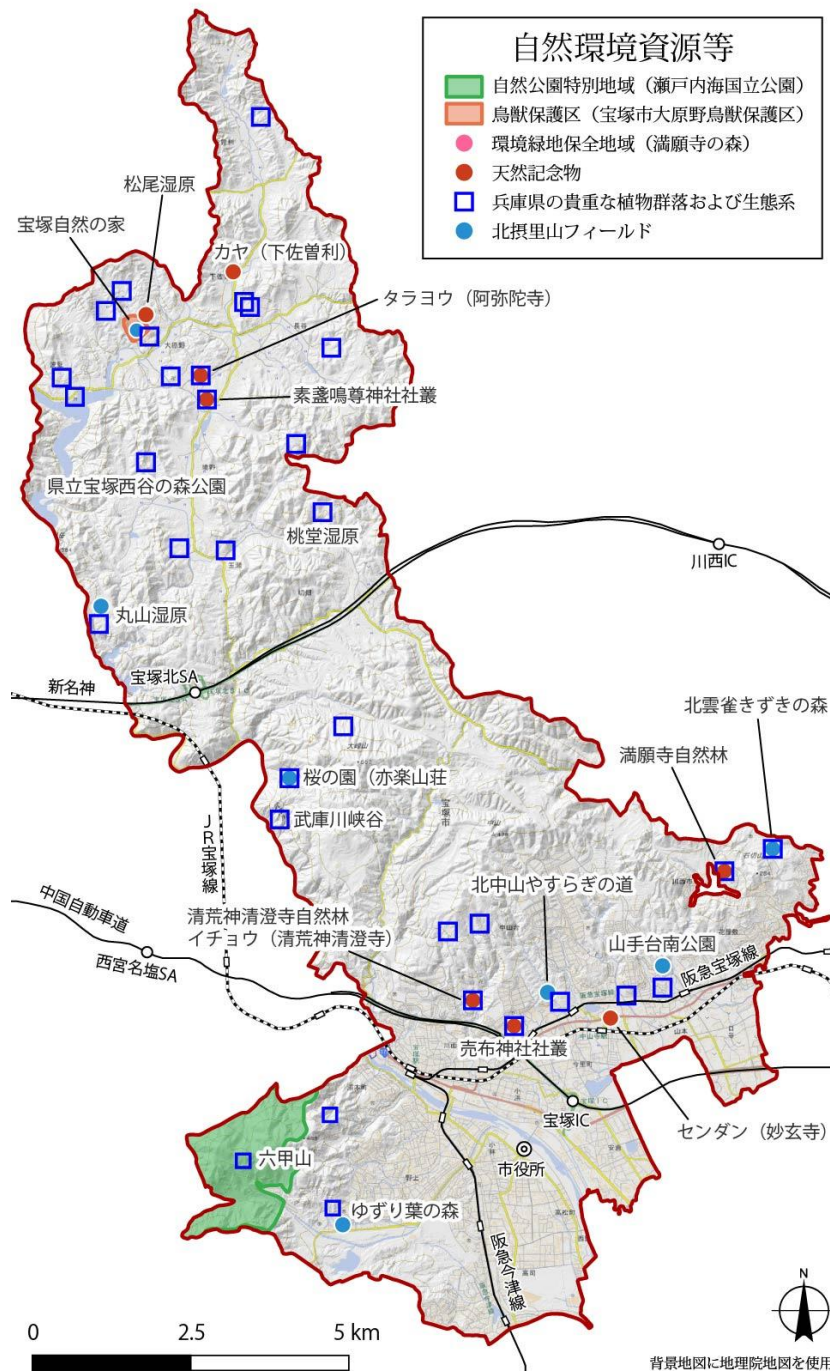 自然環境資源等
自然公園特別地域（瀬戸内海国立公園）
鳥獣保護区（宝塚市大原野鳥獣保護区）
環境緑地保全地域（満願寺の森）
天然記念物
兵庫県の貴重な植物群落および生態系
北摂里山フィールド
松尾湿原
宝塚自然の家
カヤ（下佐曽利）
タラヨウ（阿弥陀寺）
素盞鳴尊神社社叢
県立宝塚西谷の森公園
桃堂湿原
川西IC
丸山湿原
宝塚北SA
新名神
北雲雀きずきの森
満願寺自然林
桜の園（亦楽山荘
武庫川峡谷
JR宝塚線
宝塚市
中国自動車道
西宮名塩SA
北中山やすらぎの道
清荒神清澄寺自然林
イチョウ（清荒神清澄寺）
山手台南公園
阪急宝塚線
売布神社社叢
宝塚IC
センダン（妙玄寺）
市役所
六甲山
ゆずり葉の森
阪急今津線
N
0 2.5 5 km
背景地図に地理院地図を使用